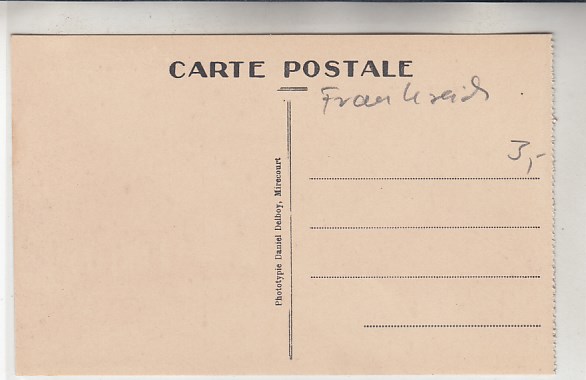 CARTE POSTALE
Frankreich
3,-
Phototypie Daniel Delboy, Mirecourt